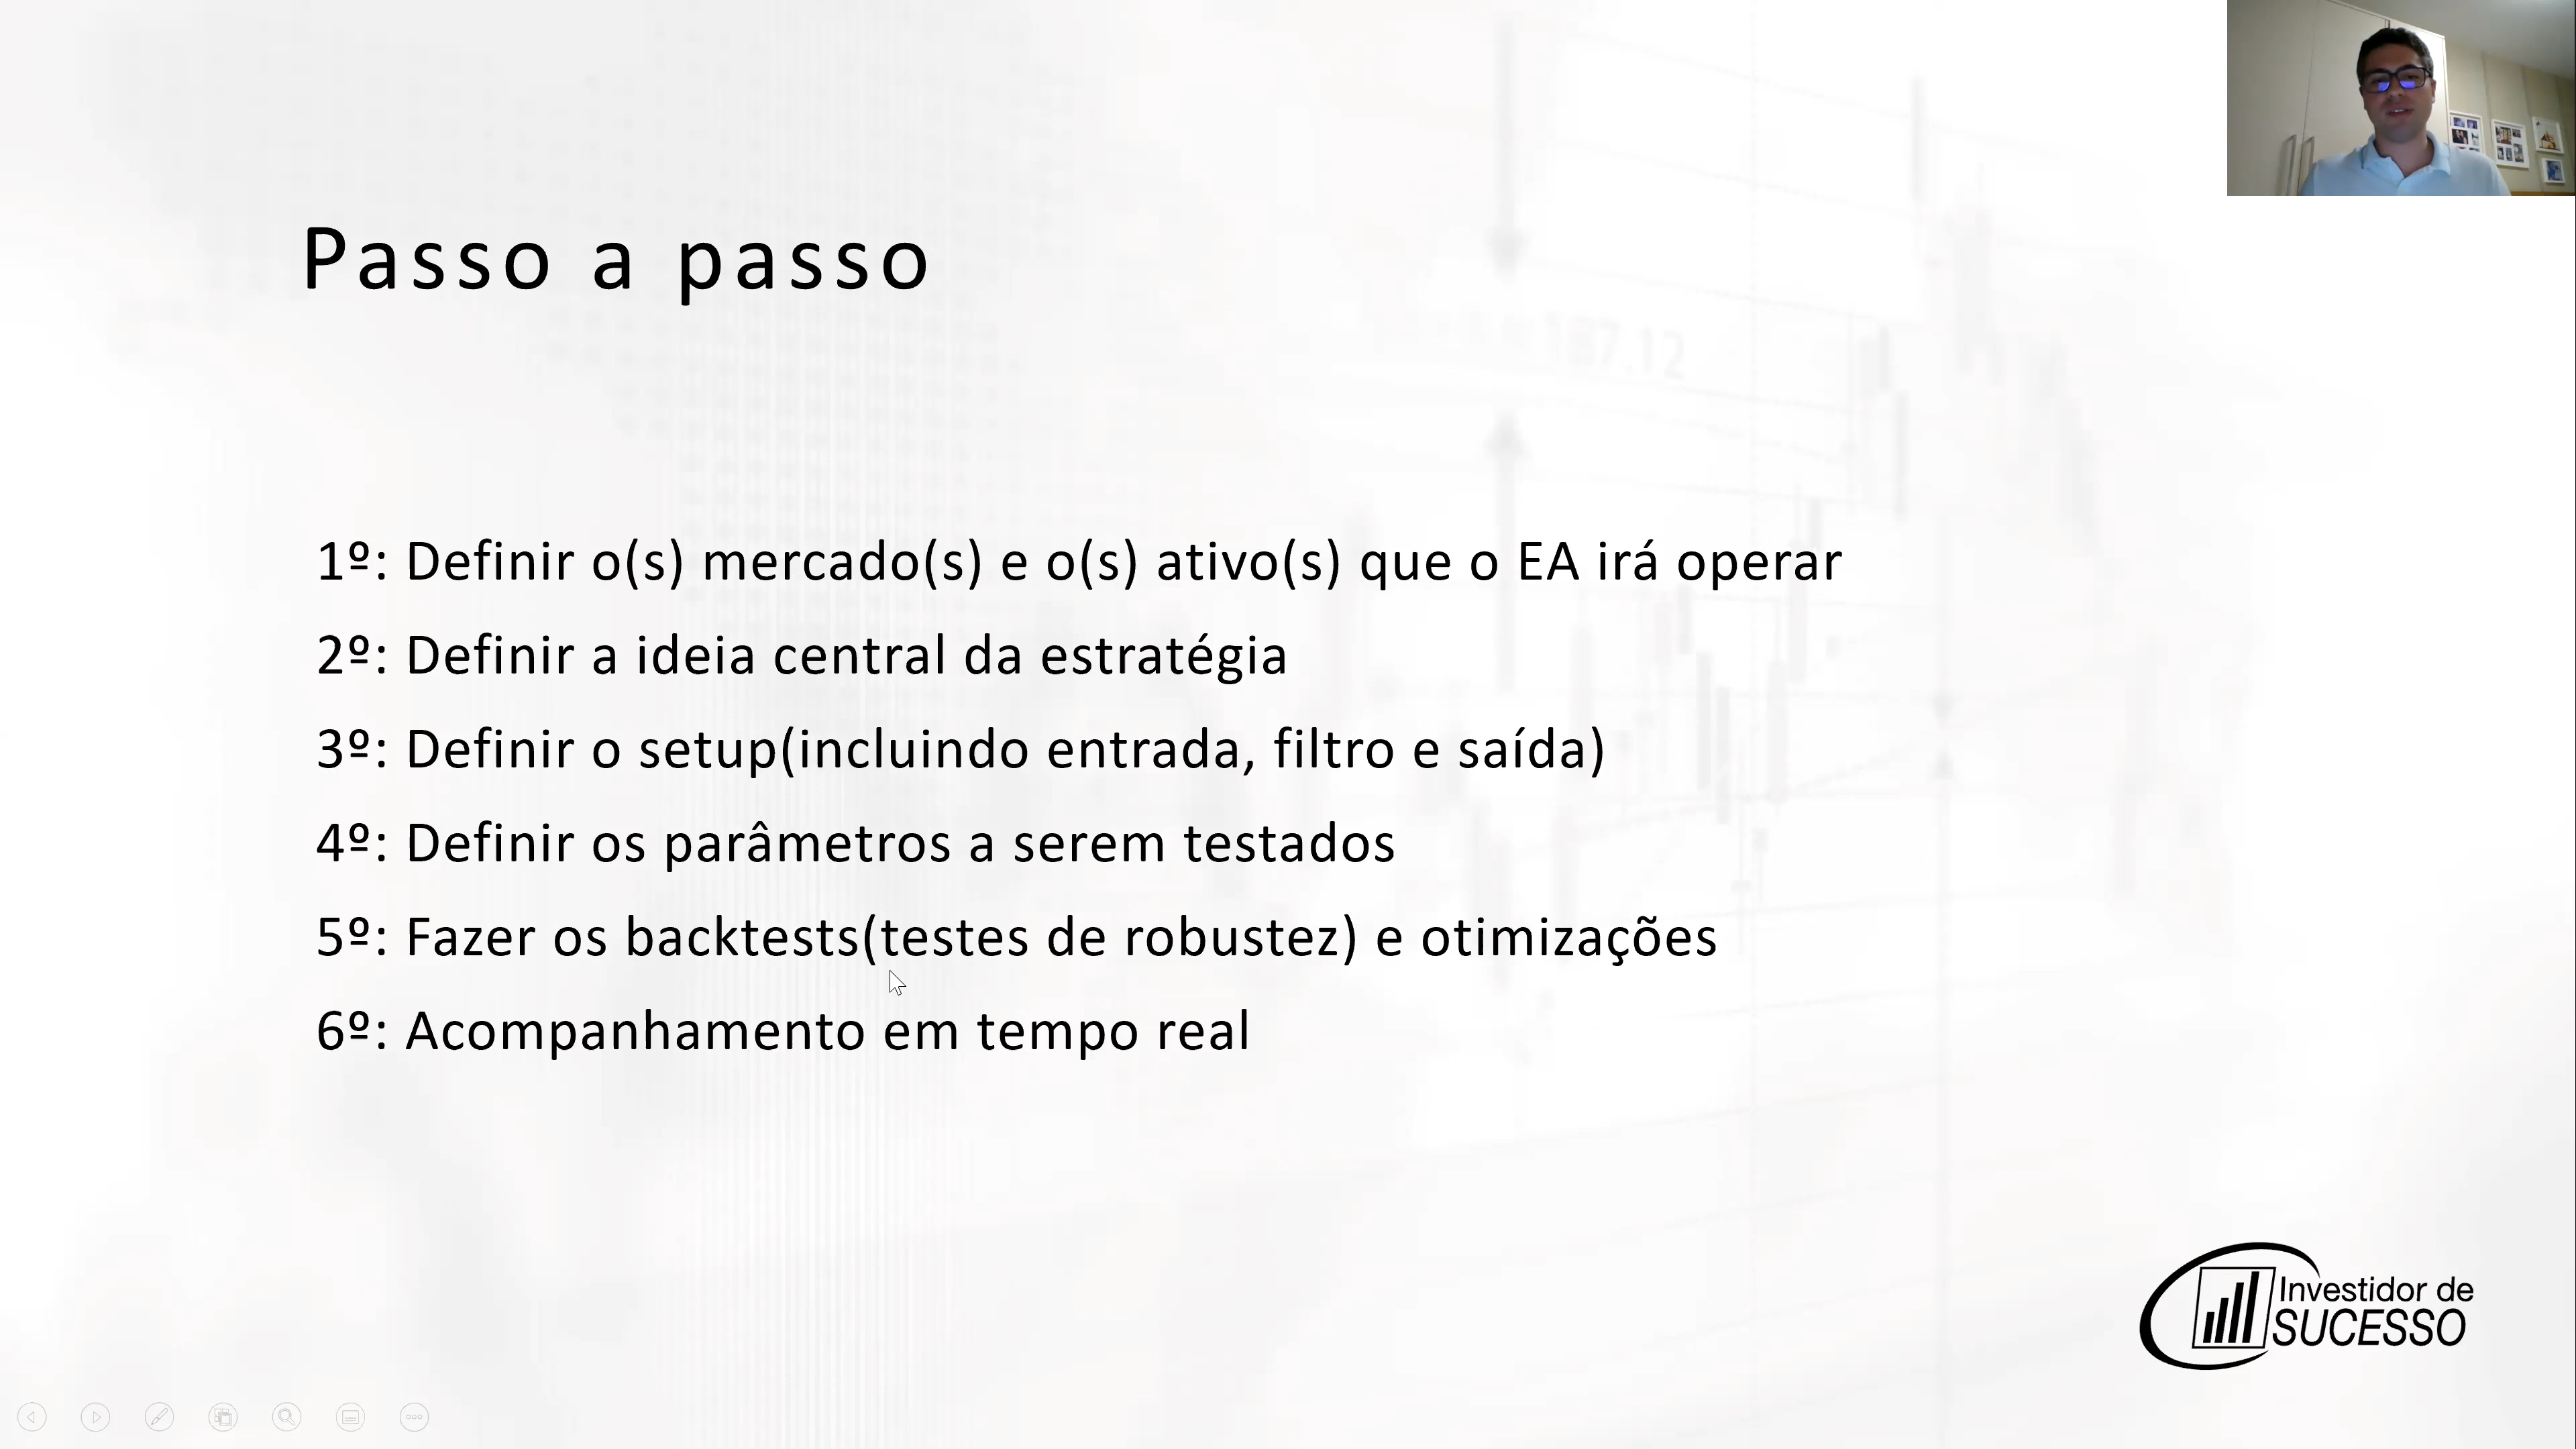 Passo a passo
187.12
1º: Definir o(s) mercado(s) e o(s) ativo(s) que o EA irá operar
2º: Definir a ideia central da estratégia
3º: Definir o setup(incluindo entrada, filtro e saída)
4º: Definir os parâmetros a serem testados
5º: Fazer os backtests(testes de robustez) e otimizações
6º: Acompanhamento em tempo real
Investidor de
SUCESSO